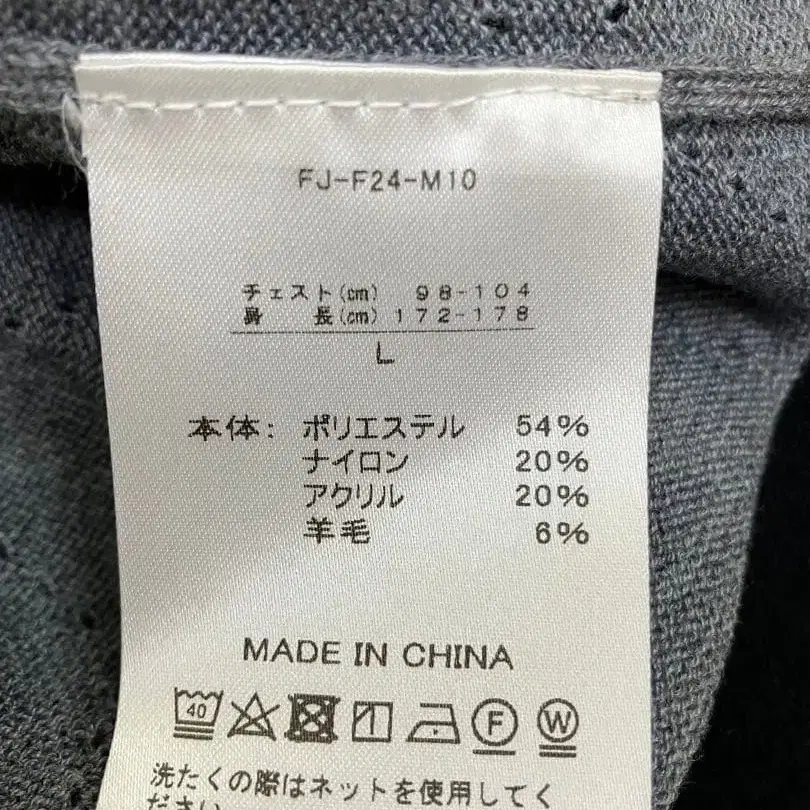 FJ-F24-M10
チェスト(cm) 98-104
身長(cm) 172-178
L
本体: ポリエステル 54%
ナイロン 20%
アクリル 20%
羊毛 6%
MADE IN CHINA
40 F W
洗たくの際はネットを使用してく
ださい